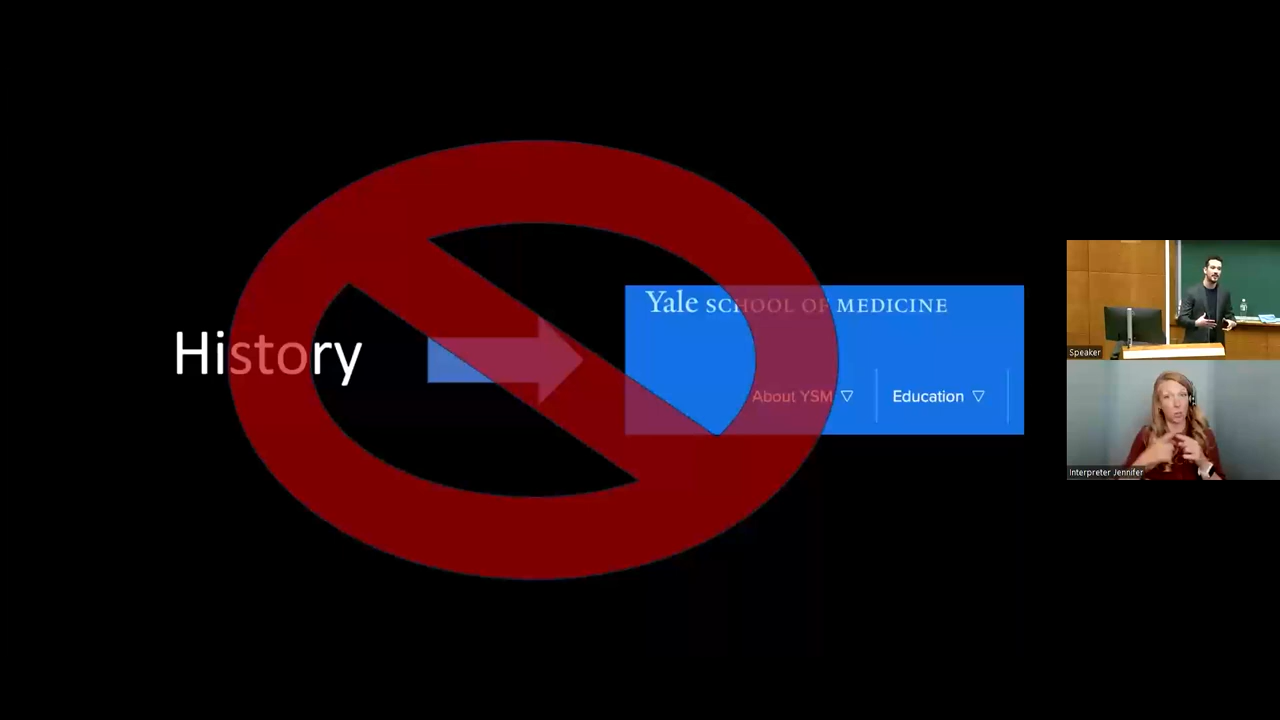 History
Yale SCHOOL OF MEDICINE
About YSM ▽
Education ▽
Speaker
Interpreter Jennifer